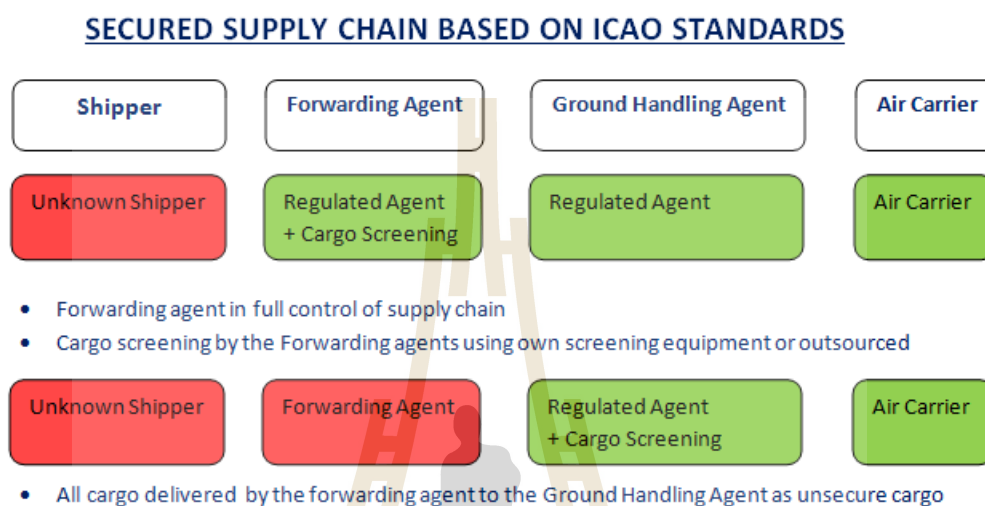 SECURED SUPPLY CHAIN BASED ON ICAO STANDARDS
Shipper
Forwarding Agent
Ground Handling Agent
Air Carrier
Unknown Shipper
Regulated Agent
+ Cargo Screening
Regulated Agent
Air Carrier
• Forwarding agent in full control of supply chain
• Cargo screening by the Forwarding agents using own screening equipment or outsourced
Unknown Shipper
Forwarding Agent
Regulated Agent
+ Cargo Screening
Air Carrier
• All cargo delivered by the forwarding agent to the Ground Handling Agent as unsecure cargo